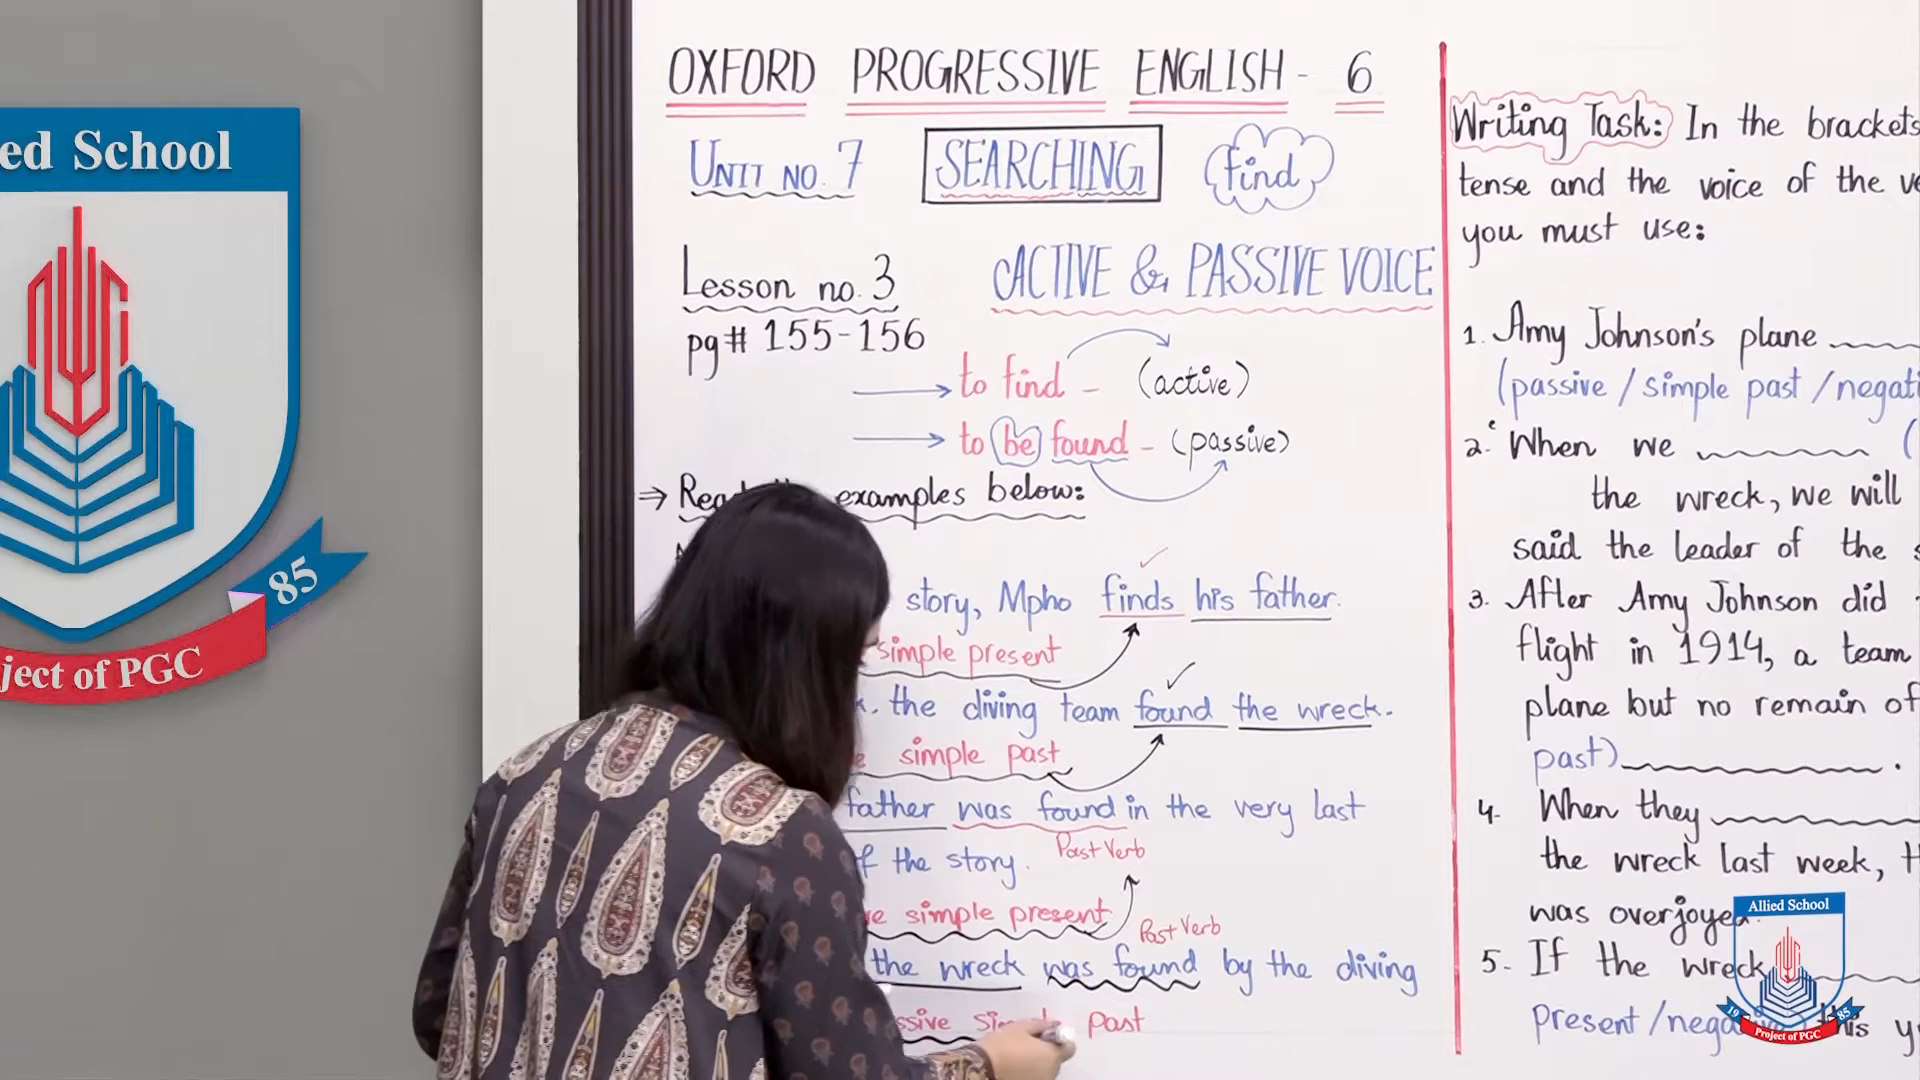 ed School
85
ject of PGC
OXFORD PROGRESSIVE ENGLISH - 6
UNIT NO. 7
SEARCHING
find
Lesson no. 3
ACTIVE & PASSIVE VOICE
pg# 155-156
to find - (active)
to be found - (passive)
⇒ Read examples below:
story, Mpho finds his father.
simple present
the diving team found the wreck.
simple past
father was found in the very last
of the story.
Past Verb
simple present
Past Verb
the wreck was found by the diving
past
Writing Task: In the brackets
tense and the voice of the
you must use:
1. Amy Johnson's plane
(passive / simple past /
2. When we (
the wreck, we will
said the leader of the
3. After Amy Johnson did
flight in 1914, a team
plane but no remain of
past) .
4. When they
the wreck last week,
was overjoyed
5. If the wreck
present /
Allied School
19 85
Project of PGC